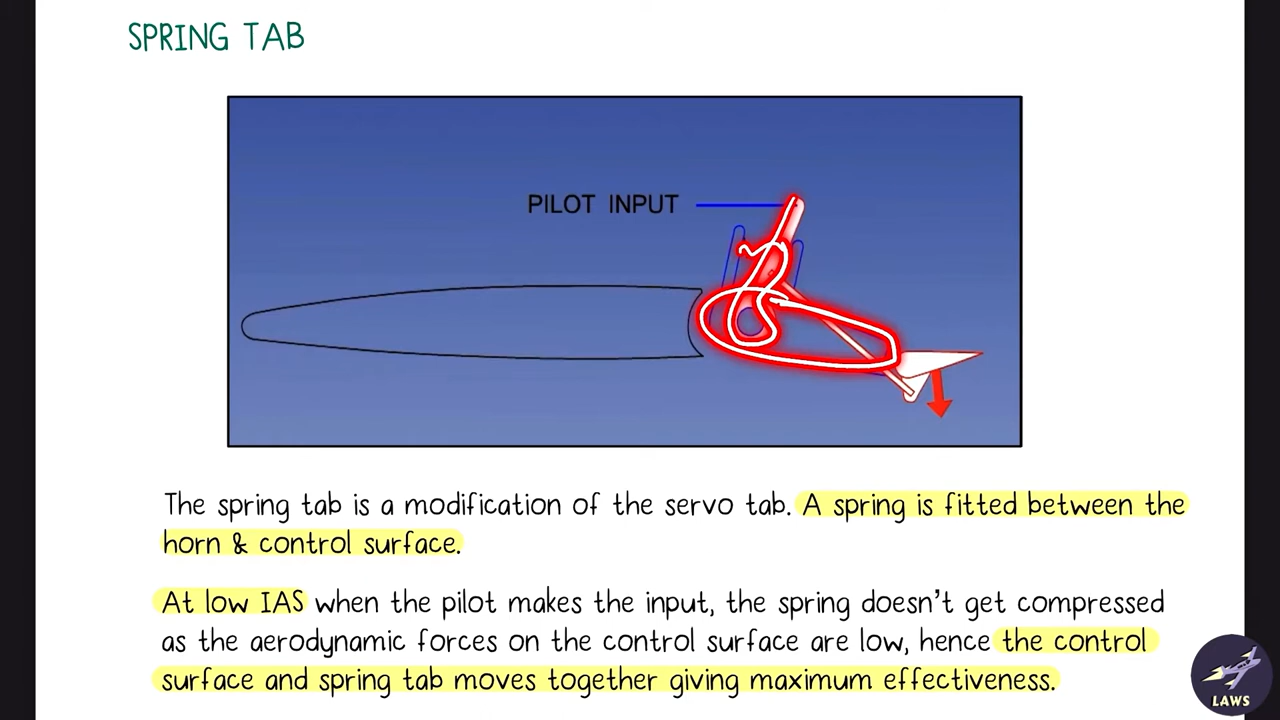 SPRING TAB
PILOT INPUT
The spring tab is a modification of the servo tab. A spring is fitted between the
horn & control surface.
At low IAS when the pilot makes the input, the spring doesn't get compressed
as the aerodynamic forces on the control surface are low, hence the control
surface and spring tab moves together giving maximum effectiveness.
LAWS